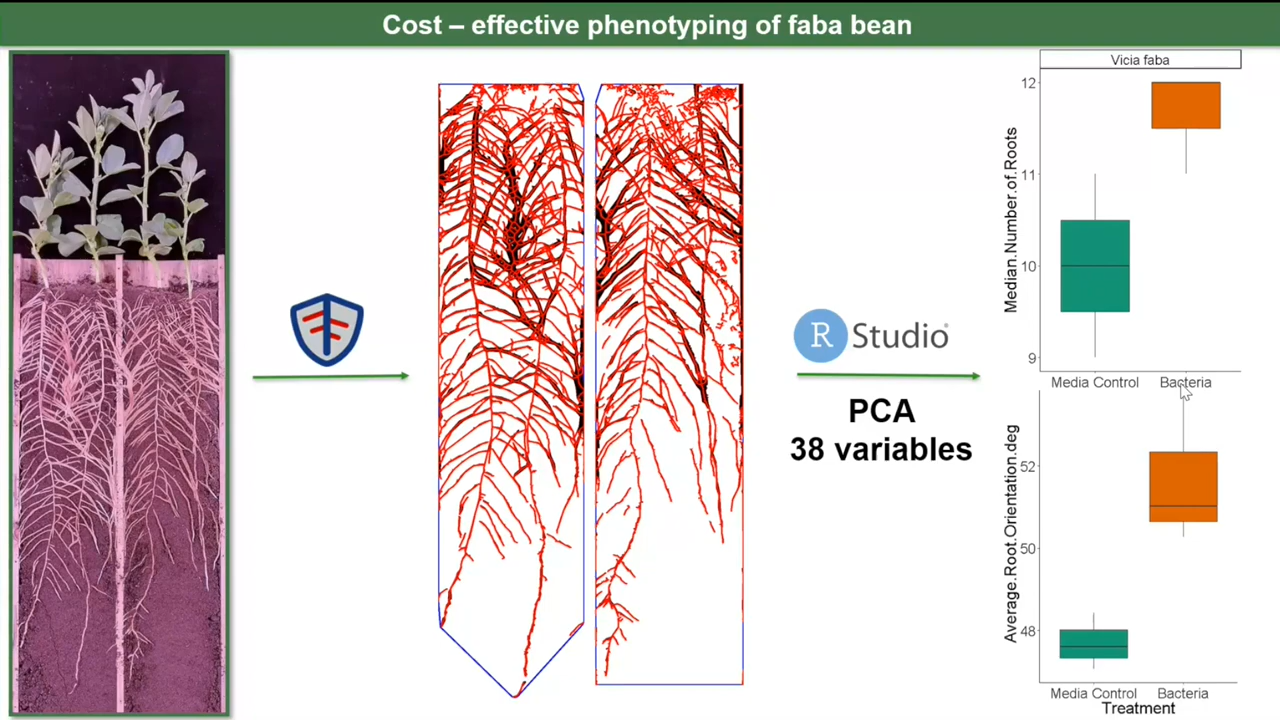 Cost – effective phenotyping of faba bean
R Studio®
PCA
38 variables
Vicia faba
Median.Number.of.Roots
12
11
10
9
Media Control
Bacteria
Average.Root.Orientation.deg
52
50
48
Media Control
Bacteria
Treatment